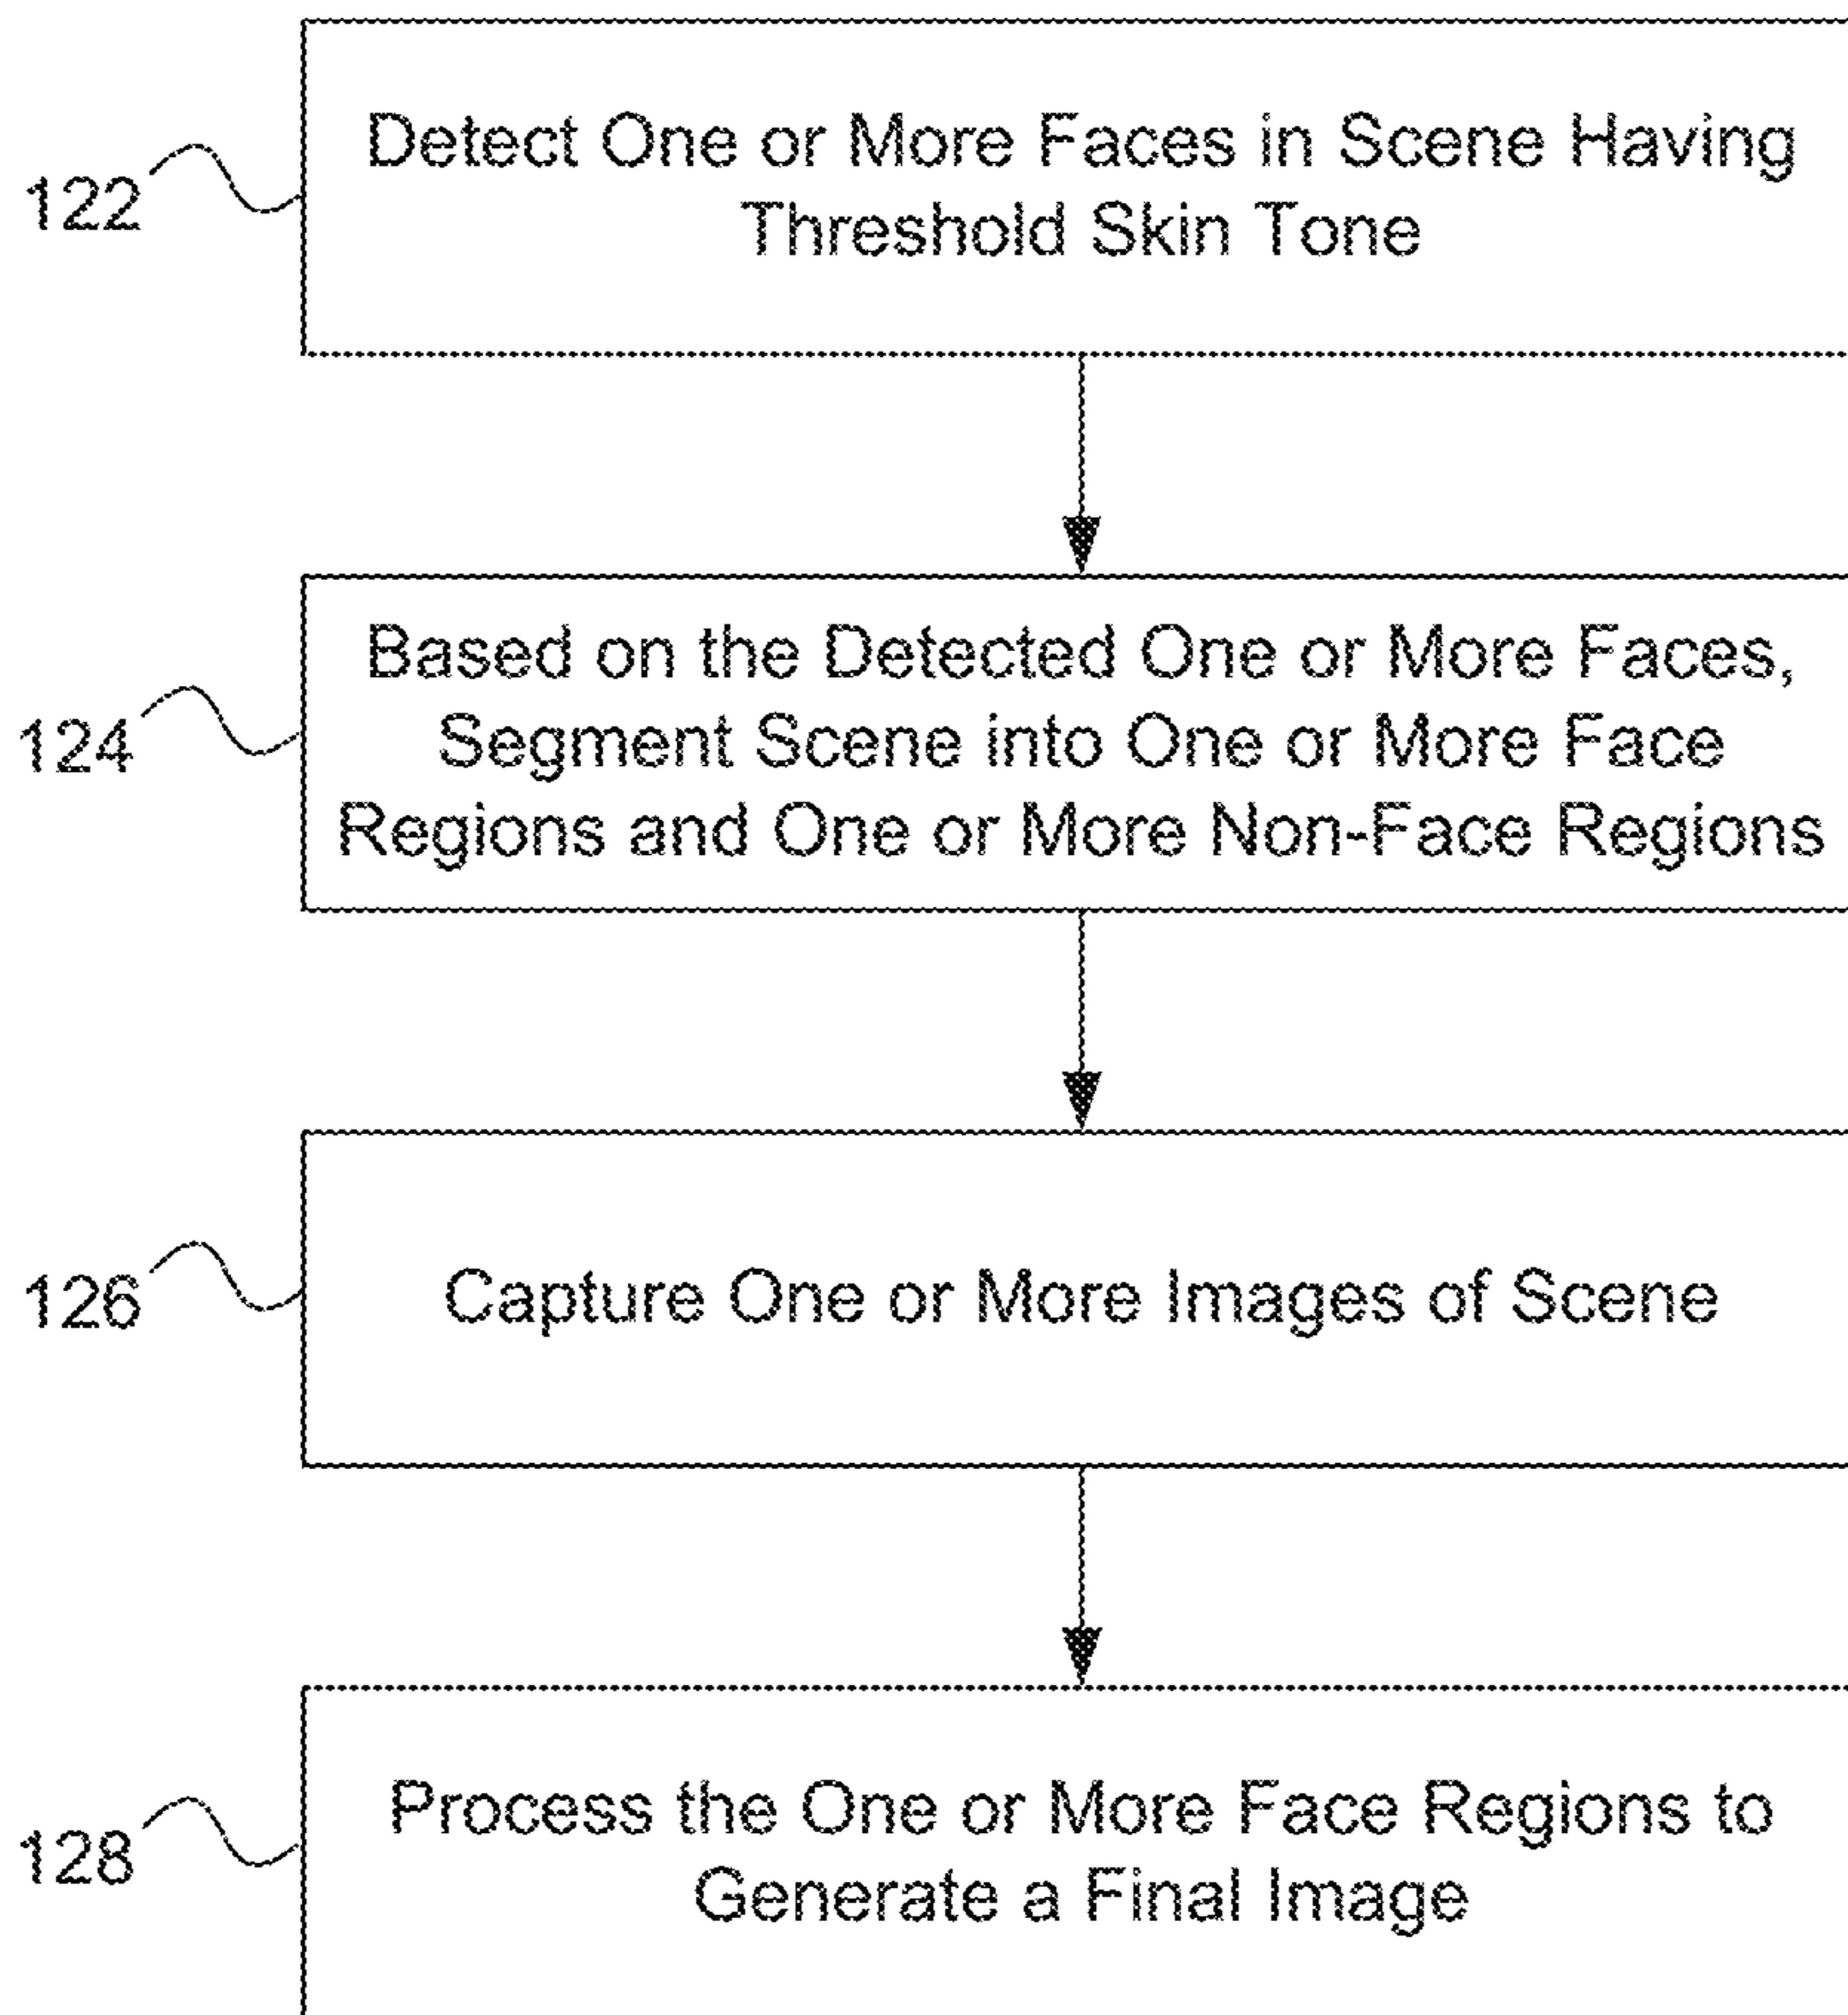 122
Detect One or More Faces in Scene Having
Threshold Skin Tone
124
Based on the Detected One or More Faces,
Segment Scene into One or More Face
Regions and One or More Non-Face Regions
126
Capture One or More Images of Scene
128
Process the One or More Face Regions to
Generate a Final Image